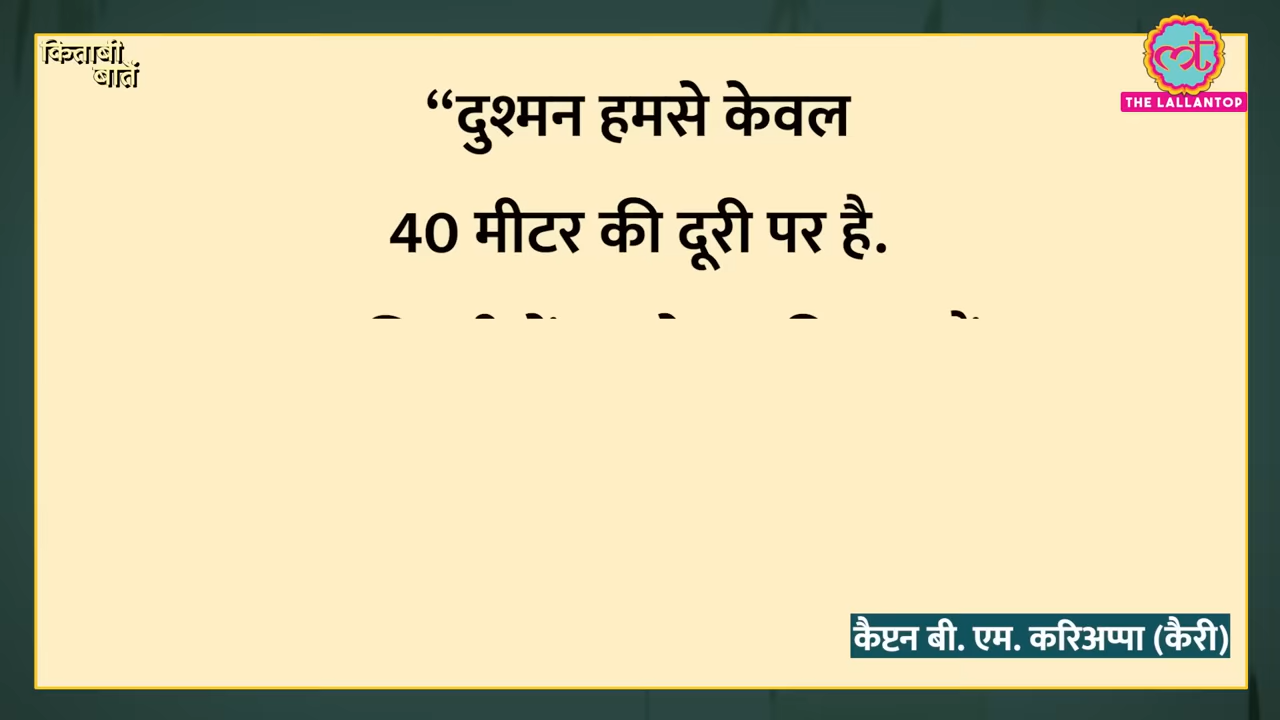 किताबी
बातें
THE LALLANTOP
“दुश्मन हमसे केवल
40 मीटर की दूरी पर है.
कैप्टन बी. एम. करिअप्पा (कैरी)